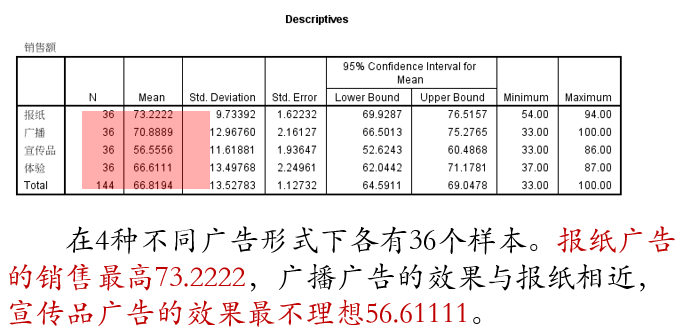 Descriptives
销售额
95% Confidence Interval for Mean
N Mean Std. Deviation Std. Error Lower Bound Upper Bound Minimum Maximum
报纸 36 73.2222 9.73392 1.62232 69.9287 76.5157 54.00 94.00
广播 36 70.8889 12.96760 2.16127 66.5013 75.2765 33.00 100.00
宣传品 36 56.5556 11.61881 1.93647 52.6243 60.4868 33.00 86.00
体验 36 66.6111 13.49768 2.24961 62.0442 71.1781 37.00 87.00
Total 144 66.8194 13.52783 1.12732 64.5911 69.0478 33.00 100.00
在4种不同广告形式下各有36个样本。报纸广告
的销售最高73.2222，广播广告的效果与报纸相近，
宣传品广告的效果最不理想56.61111。